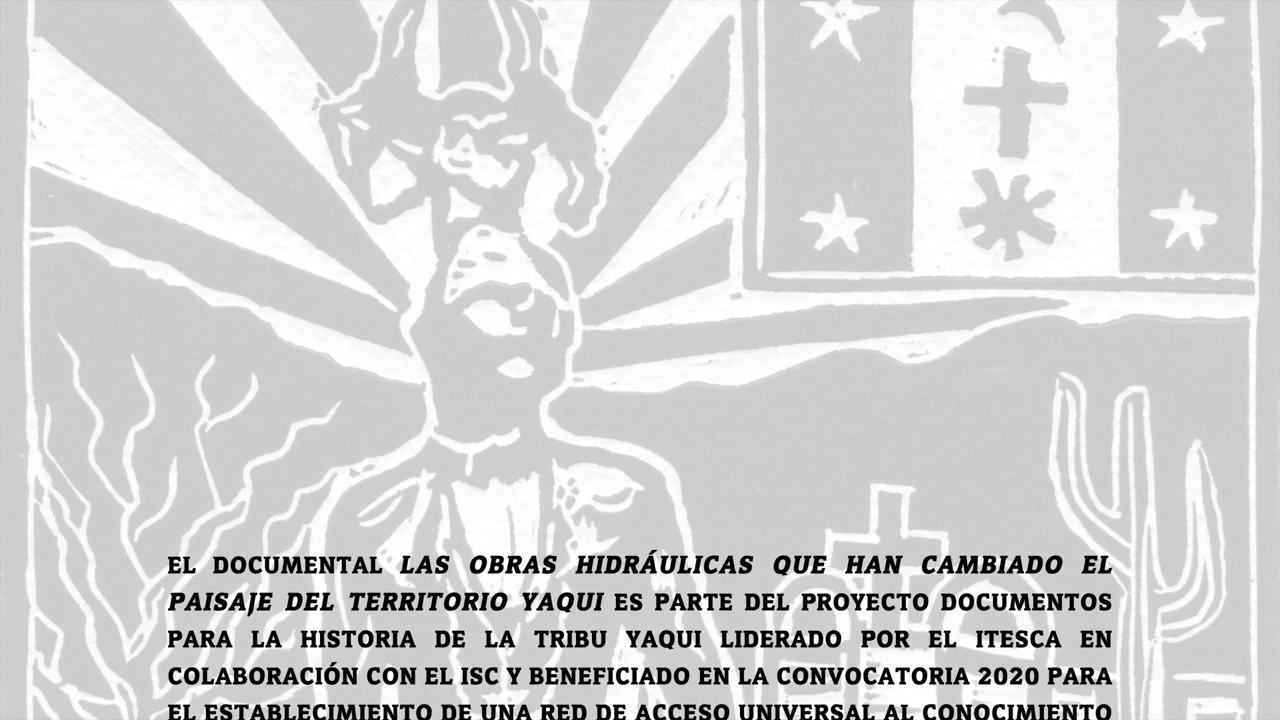 EL DOCUMENTAL LAS OBRAS HIDRÁULICAS QUE HAN CAMBIADO EL
PAISAJE DEL TERRITORIO YAQUI ES PARTE DEL PROYECTO DOCUMENTOS
PARA LA HISTORIA DE LA TRIBU YAQUI LIDERADO POR EL ITESCA EN
COLABORACIÓN CON EL ISC Y BENEFICIADO EN LA CONVOCATORIA 2020 PARA
EL ESTABLECIMIENTO DE UNA RED DE ACCESO UNIVERSAL AL CONOCIMIENTO